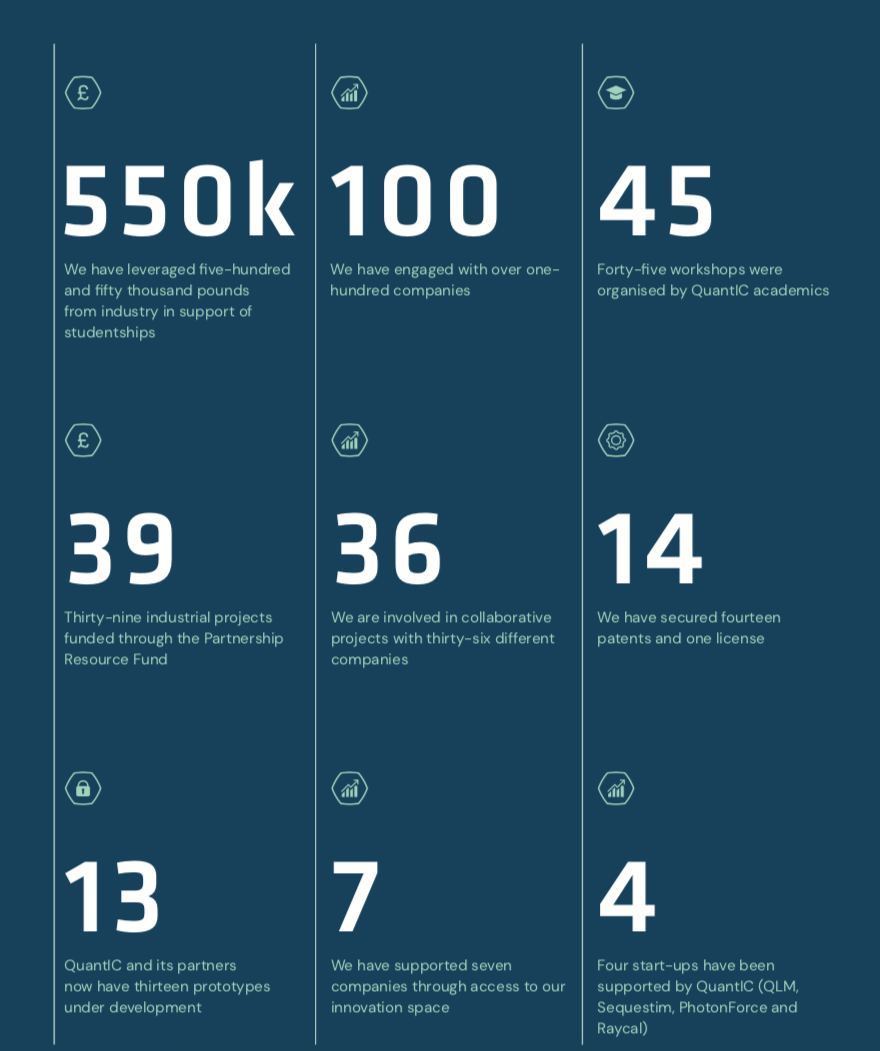 £
550k
We have leveraged five-hundred
and fifty thousand pounds
from industry in support of
studentships
100
We have engaged with over one-
hundred companies
45
Forty-five workshops were
organised by QuantIC academics
£
39
Thirty-nine industrial projects
funded through the Partnership
Resource Fund
36
We are involved in collaborative
projects with thirty-six different
companies
14
We have secured fourteen
patents and one license
13
QuantIC and its partners
now have thirteen prototypes
under development
7
We have supported seven
companies through access to our
innovation space
4
Four start-ups have been
supported by QuantIC (QLM,
Sequestim, PhotonForce and
Raycal)